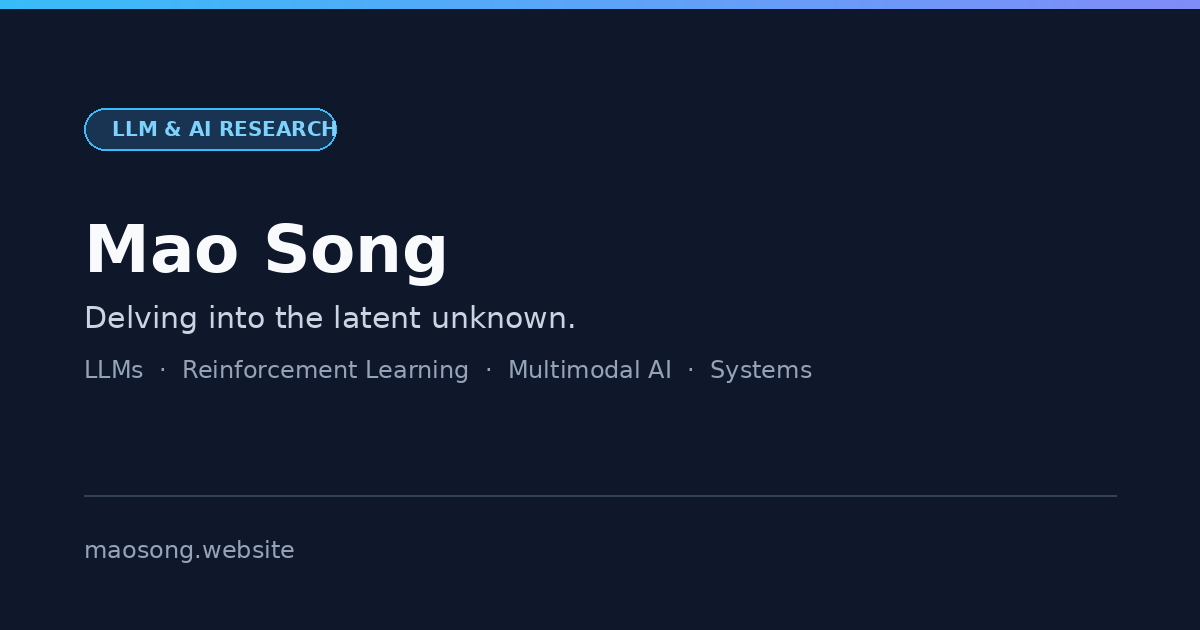 LLM & AI RESEARCH
Mao Song
Delving into the latent unknown.
LLMs · Reinforcement Learning · Multimodal AI · Systems
maosong.website